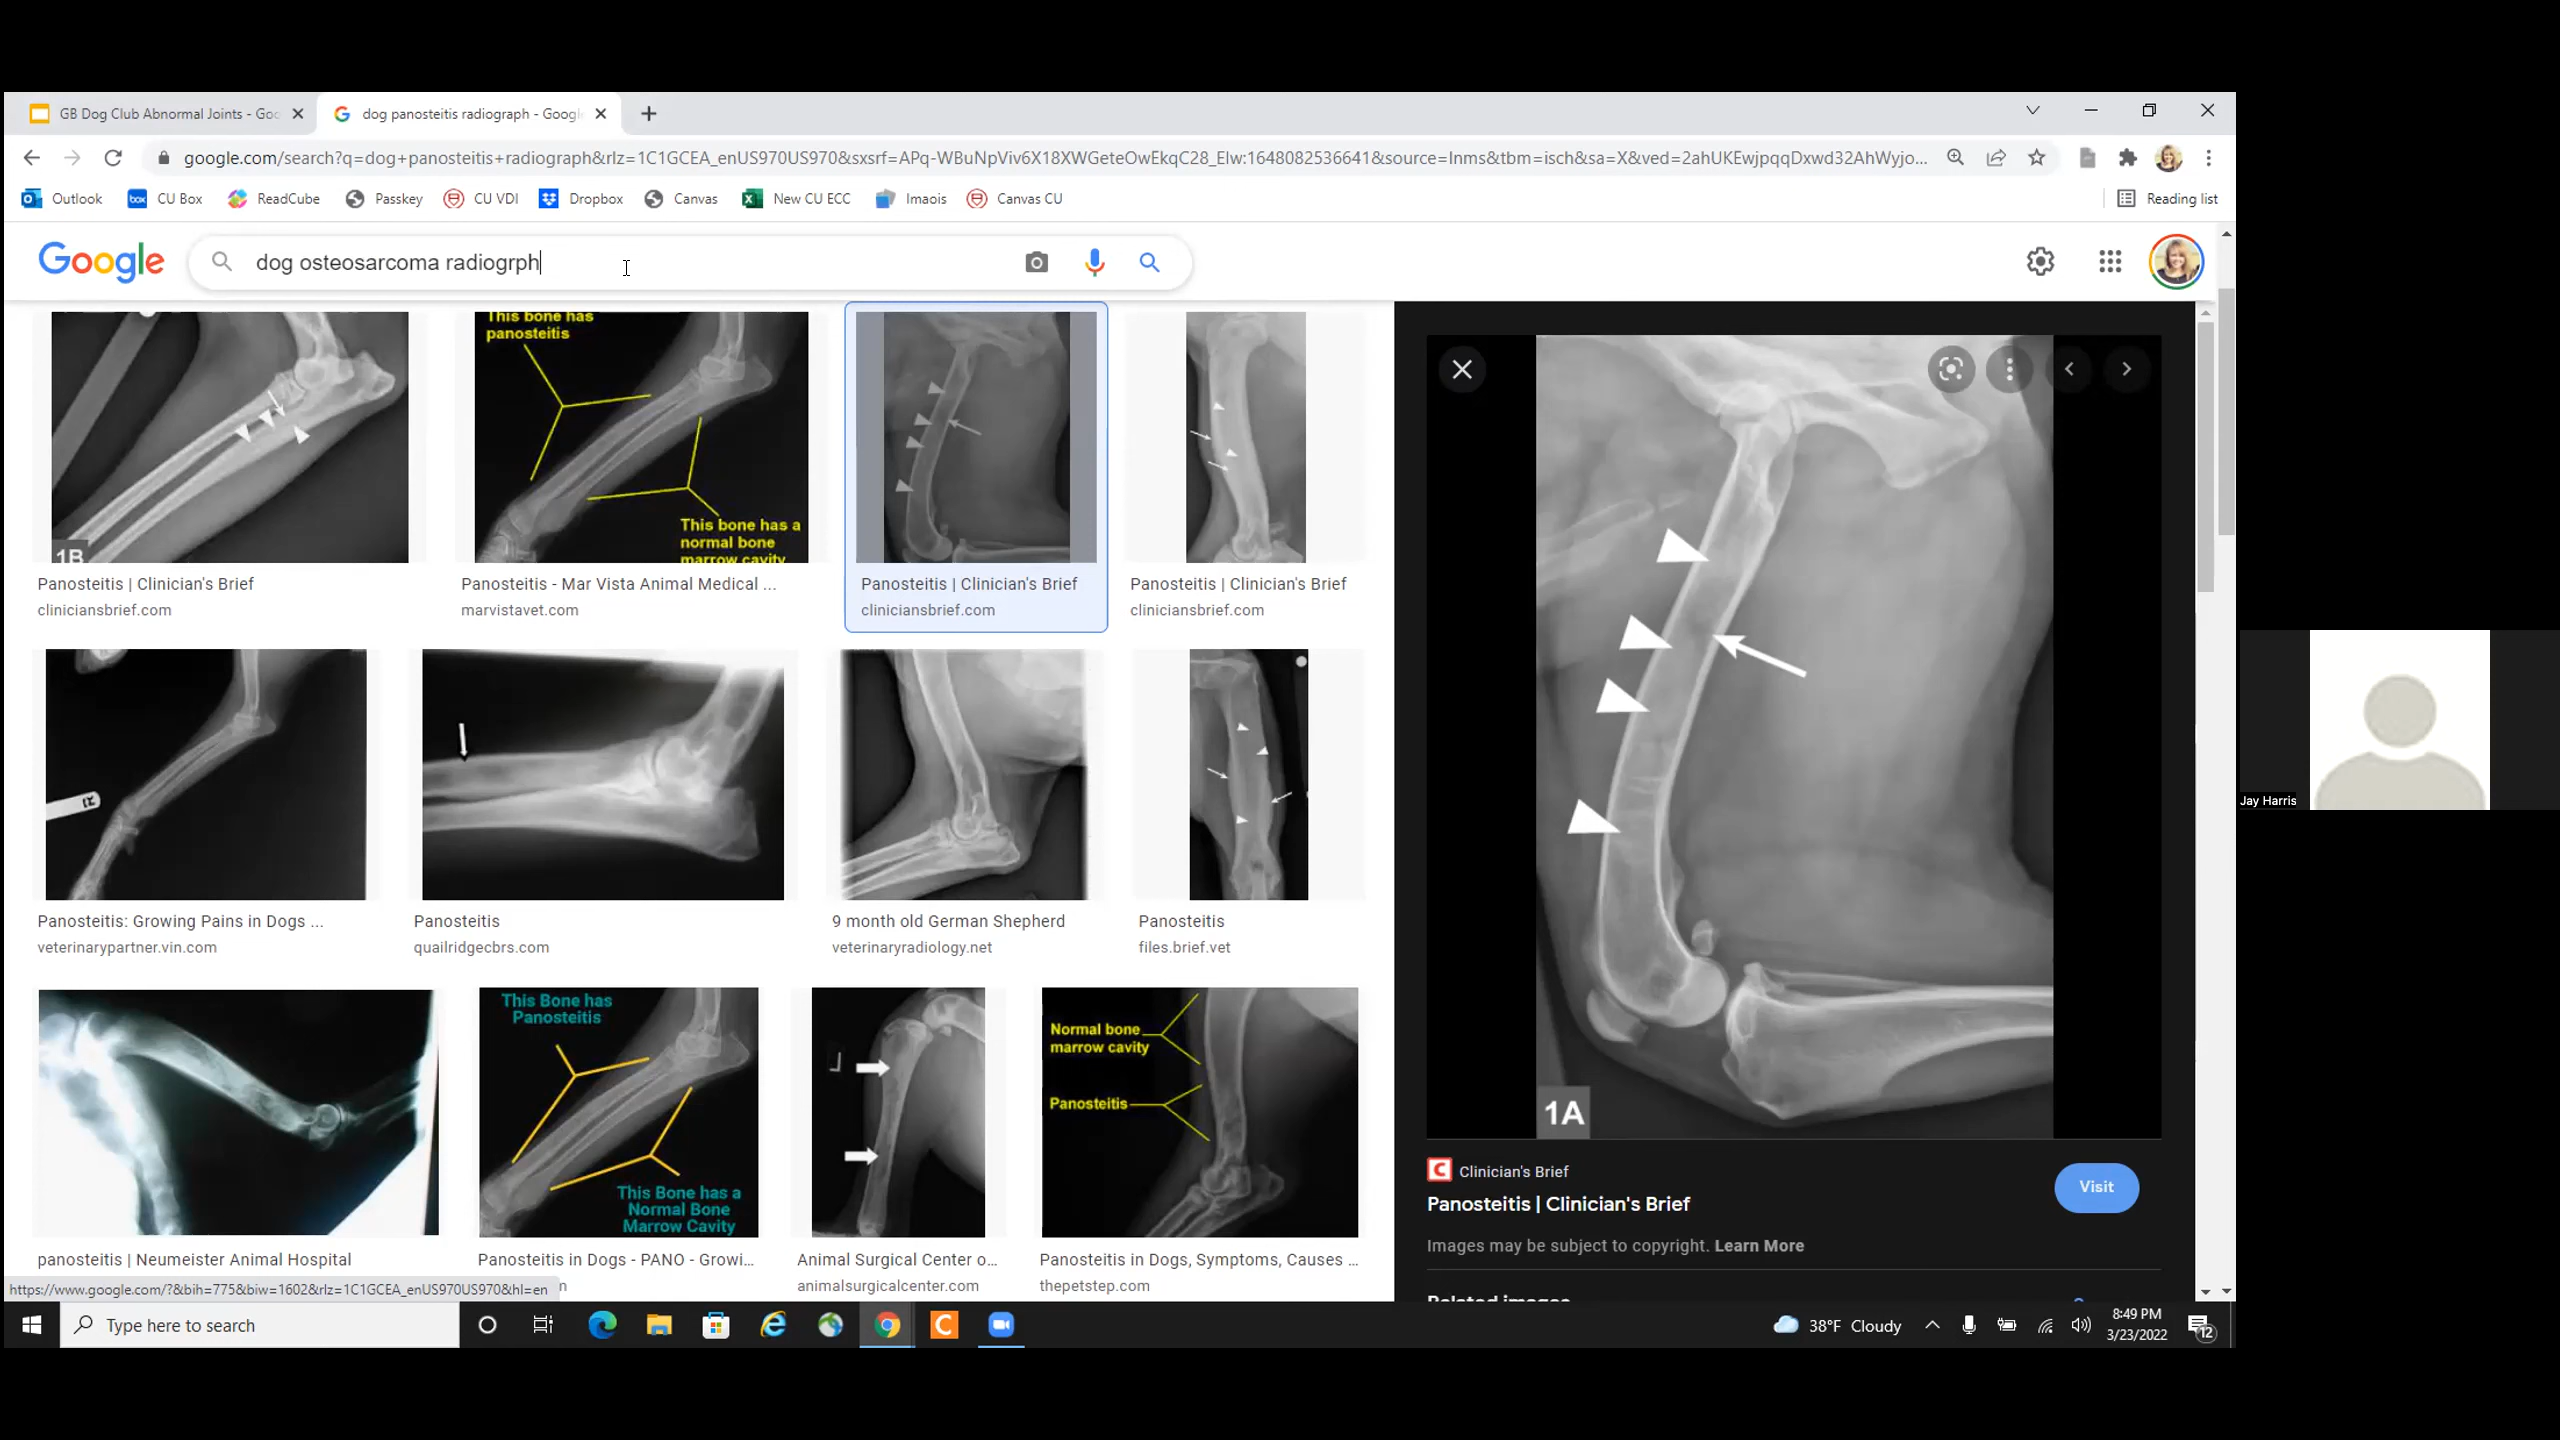 GB Dog Club Abnormal Joints - Goo
dog panosteitis radiograph - Googl
google.com/search?q=dog+panosteitis+radiograph&rlz=1C1GCEA_enUS970US970&sxsrf=APq-WBuNpViv6X18XWGeteOwEkqC28_Elw:1648082536641&source=lnms&tbm=isch&sa=X&ved=2ahUKEwjpqqDxwd32AhWyjo...
Outlook
box CU Box
ReadCube
Passkey
CU VDI
Dropbox
Canvas
New CU ECC
Imaois
Canvas CU
Reading list
Google
dog osteosarcoma radiogrph
This bone has
panosteitis
This bone has a
normal bone
marrow cavity
1B
Panosteitis | Clinician's Brief
cliniciansbrief.com
Panosteitis - Mar Vista Animal Medical ...
marvistavet.com
Panosteitis | Clinician's Brief
cliniciansbrief.com
Panosteitis | Clinician's Brief
cliniciansbrief.com
R
Panosteitis: Growing Pains in Dogs ...
veterinarypartner.vin.com
Panosteitis
quailridgecbrs.com
9 month old German Shepherd
veterinaryradiology.net
Panosteitis
files.brief.vet
This Bone has
Panosteitis
This Bone has a
Normal Bone
Marrow Cavity
Normal bone
marrow cavity
Panosteitis
panosteitis | Neumeister Animal Hospital
Panosteitis in Dogs - PANO - Growi...
n
Animal Surgical Center o...
animalsurgicalcenter.com
Panosteitis in Dogs, Symptoms, Causes ...
thepetstep.com
https://www.google.com/?&bih=775&biw=1602&rlz=1C1GCEA_enUS970US970&hl=en
1A
Clinician's Brief
Panosteitis | Clinician's Brief
Visit
Images may be subject to copyright. Learn More
Related images
Jay Harris
Type here to search
38°F Cloudy
8:49 PM
3/23/2022
12